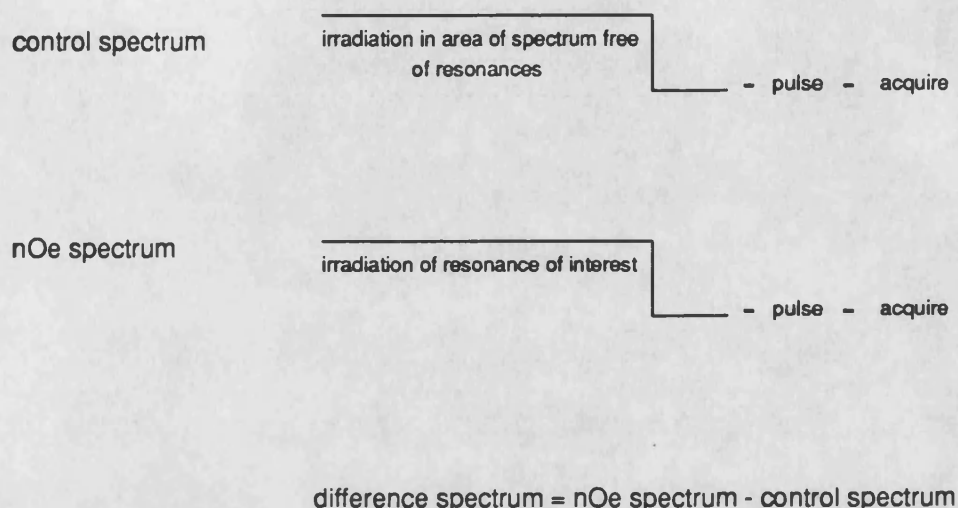 control spectrum
irradiation in area of spectrum free
of resonances
- pulse - acquire
nOe spectrum
irradiation of resonance of interest
- pulse - acquire
difference spectrum = nOe spectrum - control spectrum